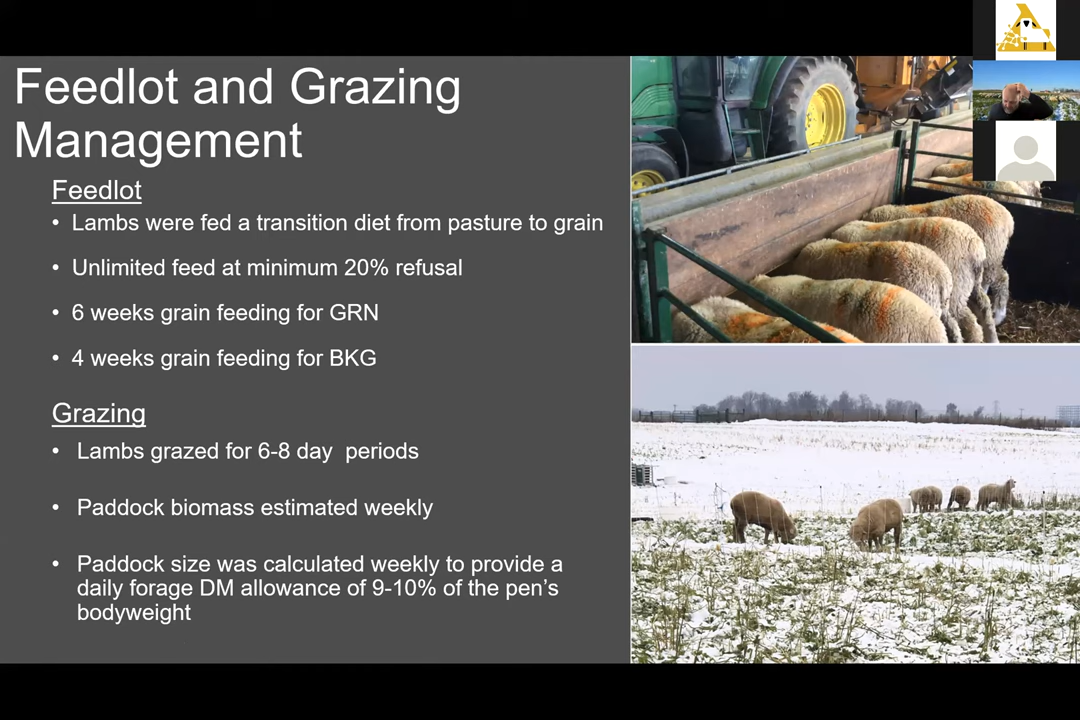 Feedlot and Grazing
Management
Feedlot
• Lambs were fed a transition diet from pasture to grain
• Unlimited feed at minimum 20% refusal
• 6 weeks grain feeding for GRN
• 4 weeks grain feeding for BKG
Grazing
• Lambs grazed for 6-8 day  periods
• Paddock biomass estimated weekly
• Paddock size was calculated weekly to provide a
daily forage DM allowance of 9-10% of the pen’s
bodyweight